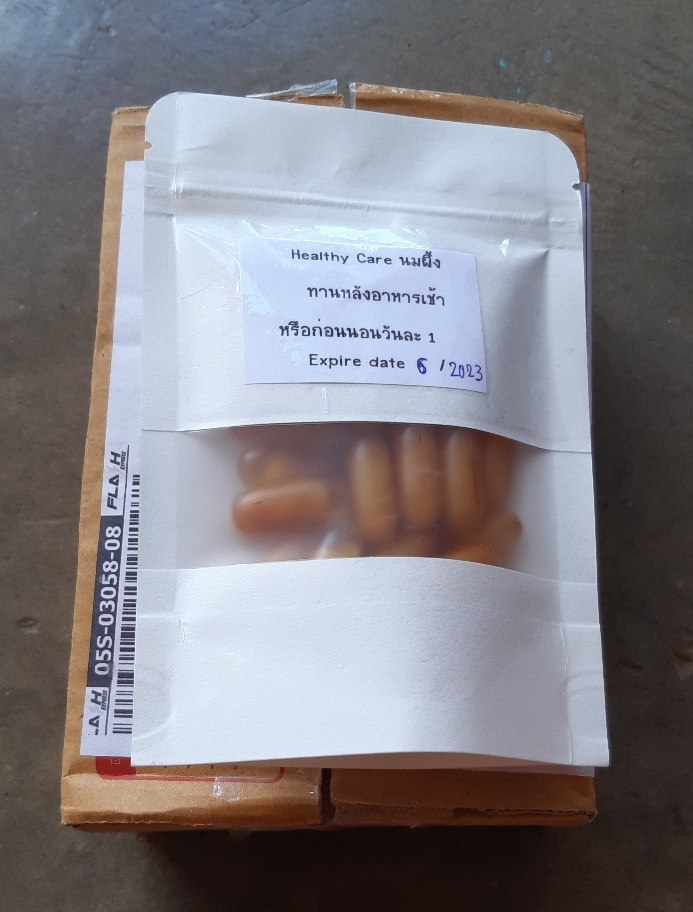 Healthy Care นมผึ้ง
ทานหลังอาหารเช้า
หรือก่อนนอนวันละ 1
Expire date 6 /2023
FLASH EXPRESS
05S-03058-08